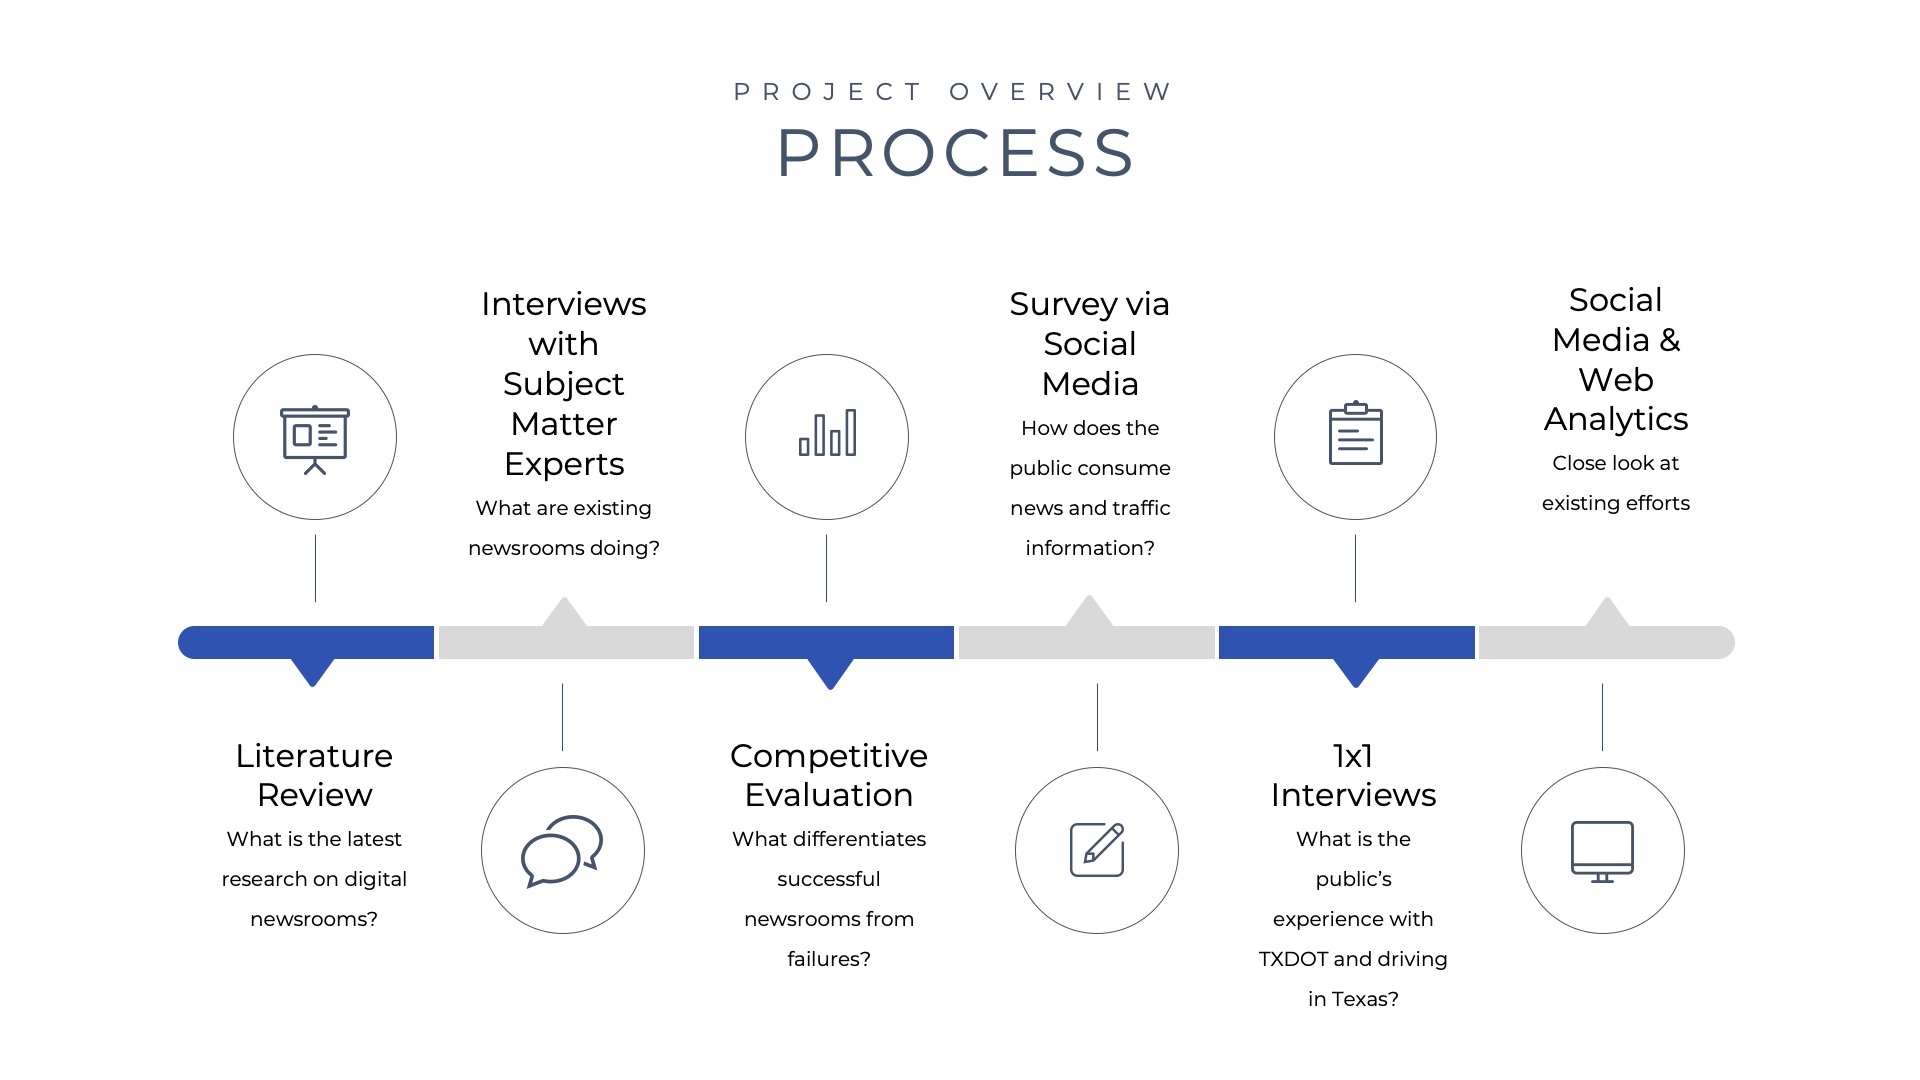 PROJECT OVERVIEW
PROCESS
Literature
Review
What is the latest
research on digital
newsrooms?
Interviews
with
Subject
Matter
Experts
What are existing
newsrooms doing?
Competitive
Evaluation
What differentiates
successful
newsrooms from
failures?
Survey via
Social
Media
How does the
public consume
news and traffic
information?
1x1
Interviews
What is the
public’s
experience with
TXDOT and driving
in Texas?
Social
Media &
Web
Analytics
Close look at
existing efforts